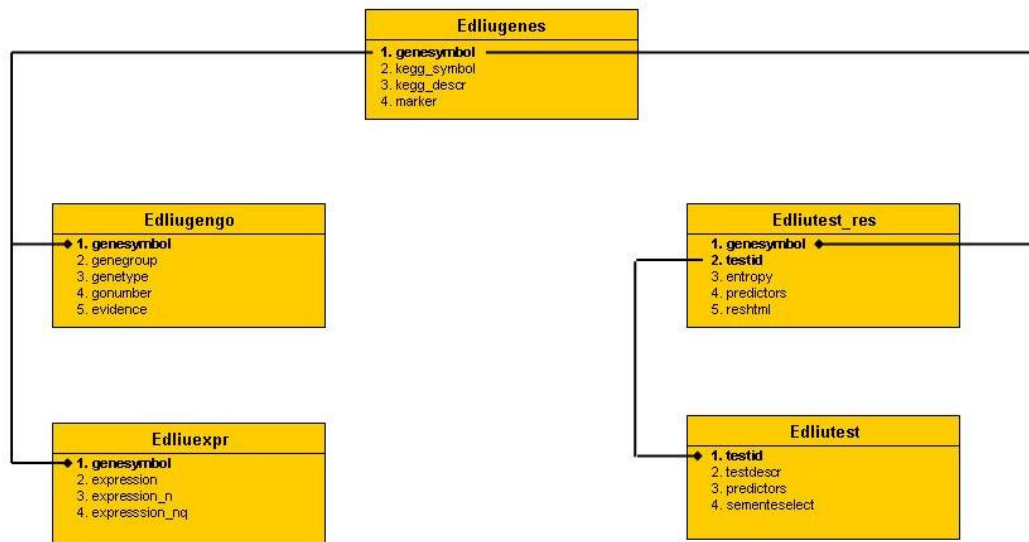 Edliugenes
1. genesymbol
2. kegg_symbol
3. kegg_descr
4. marker
Edliugengo
1. genesymbol
2. genegroup
3. genetype
4. gonumber
5. evidence
Edliutest_res
1. genesymbol
2. testid
3. entropy
4. predictors
5. reshtml
Edliuexpr
1. genesymbol
2. expression
3. expression_n
4. expresssion_nq
Edliutest
1. testid
2. testdescr
3. predictors
4. sementeselect